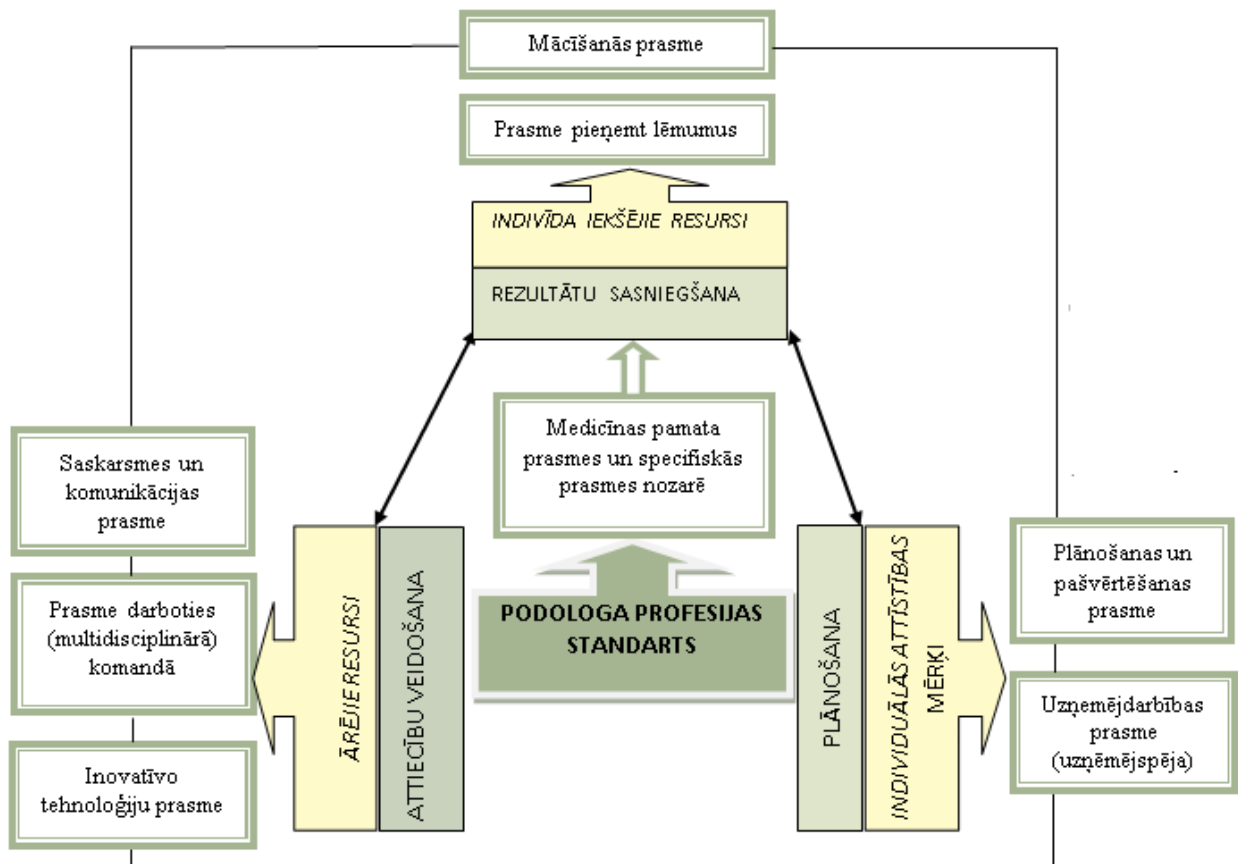 Mācīšanās prasme
Prasme pieņemt lēmumus
INDIVĪDA IEKŠĒJIE RESURSI
REZULTĀTU SASNIEGŠANA
Medicīnas pamata
prasmes un specifiskās
prasmes nozarē
Saskarsmes un
komunikācijas
prasme
Prasme darboties
(multidisciplinārā)
komandā
Inovatīvo
tehnoloģiju prasme
ĀRĒJIE RESURSI
ATTIECĪBU VEIDOŠANA
PODOLOGA PROFESIJAS
STANDARTS
PLĀNOŠANA
INDIVIDUĀLĀS ATTĪSTĪBAS
MĒRĶI
Plānošanas un
pašvērtēšanas
prasme
Uzņemējdarbības
prasme
(uzņēmējspēja)